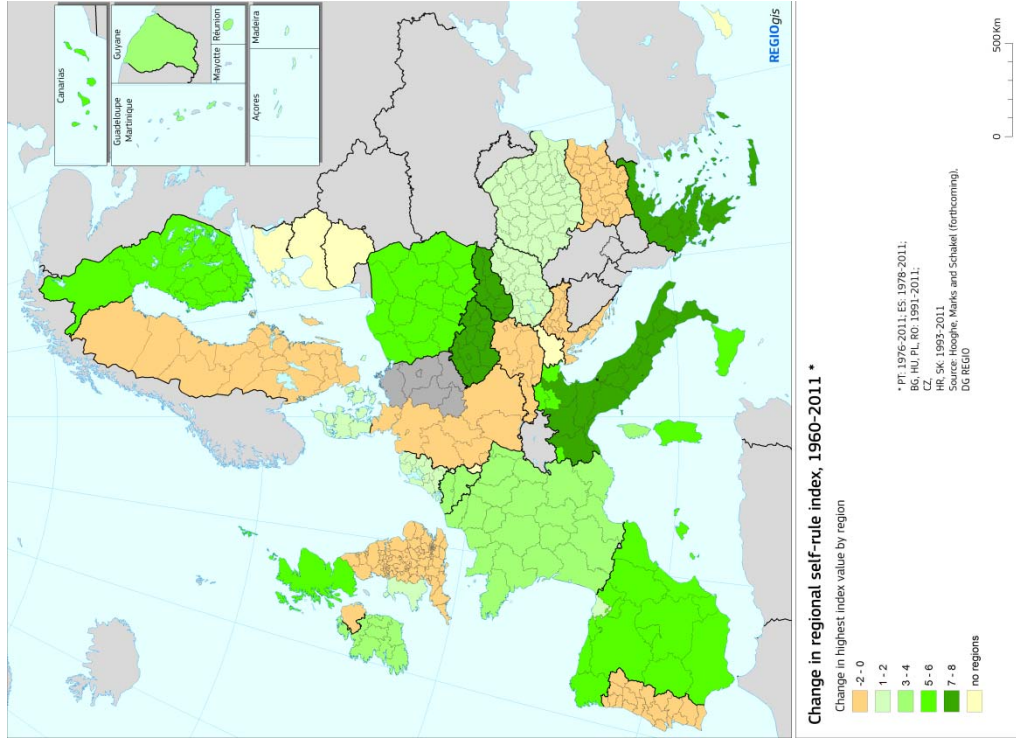 Canarias
Guadeloupe
Martinique
Guyane
Mayotte
Réunion
Açores
Madeira
REGIOgis
Change in regional self-rule index, 1960-2011 *
Change in highest index value by region
-2 - 0
1 - 2
3 - 4
5 - 6
7 - 8
no regions
* PT: 1976-2011; ES: 1978-2011;
BG, HU, PL, RO: 1991-2011;
CZ,
HR, SK: 1993-2011
Source: Hooghe, Marks and Schakel (forthcoming),
DG REGIO
0
500 Km